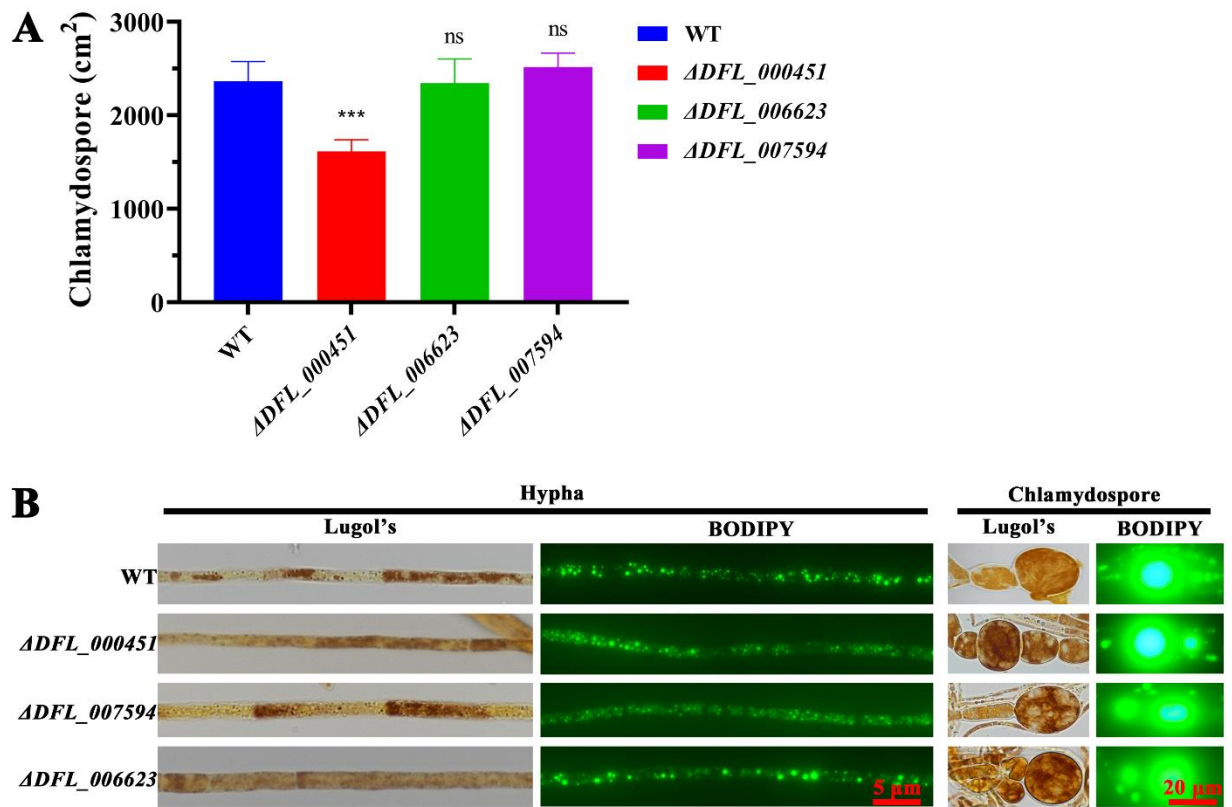 A
Chlamydospore (cm²)
3000
2000
1000
0
ns
ns
***
WT
ΔDFL_000451
ΔDFL_006623
ΔDFL_007594
WT
ΔDFL_000451
ΔDFL_006623
ΔDFL_007594
B
Hypha
Chlamydospore
Lugol's
BODIPY
Lugol's
BODIPY
WT
ΔDFL_000451
ΔDFL_007594
ΔDFL_006623
5 μm
20 μm